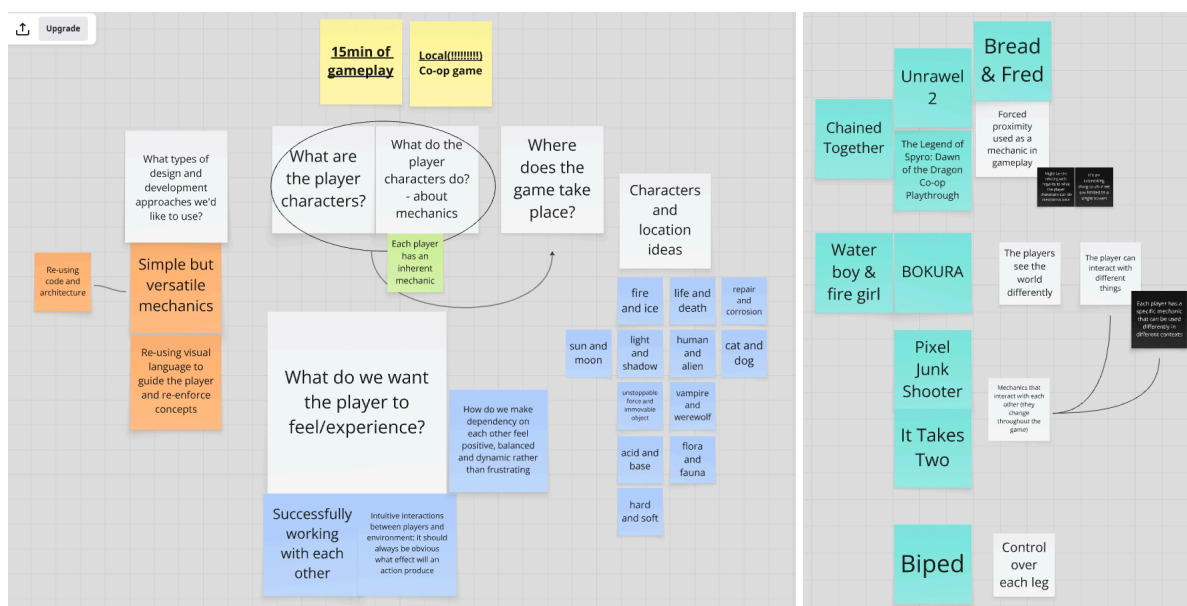 Upgrade
15min of
gameplay
Local(!!!!!!!!!)
Co-op game
What types of
design and
development
approaches we'd
like to use?
What are
the player
characters?
What do the
player
characters do?
- about
mechanics
Where
does the
game take
place?
Characters
and
location
ideas
Each player
has an
inherent
mechanic
Re-using
code and
architecture
Simple but
versatile
mechanics
Re-using visual
language to
guide the player
and re-enforce
concepts
What do we want
the player to
feel/experience?
How do we make
dependency on
each other feel
positive, balanced
and dynamic rather
than frustrating
Successfully
working
with each
other
Intuitive interactions
between players and
environment: it should
always be obvious
what effect will an
action produce
fire
and ice
life and
death
repair
and
corrosion
sun and
moon
light
and
shadow
human
and
alien
cat and
dog
unstoppable
force and
immovable
object
vampire
and
werewolf
acid and
base
flora
and
fauna
hard
and soft
Bread
& Fred
Unrawel
2
Chained
Together
The Legend of
Spyro: Dawn
of the Dragon
Co-op
Playthrough
Forced
proximity
used as a
mechanic in
gameplay
Water
boy &
fire girl
BOKURA
The players
see the
world
differently
The player can
interact with
different
things
Each player has a
specific mechanic
that can be used
differently in
different contexts
Pixel
Junk
Shooter
Mechanics that
interact with each
other (they
change
throughout the
game)
It Takes
Two
Biped
Control
over
each leg